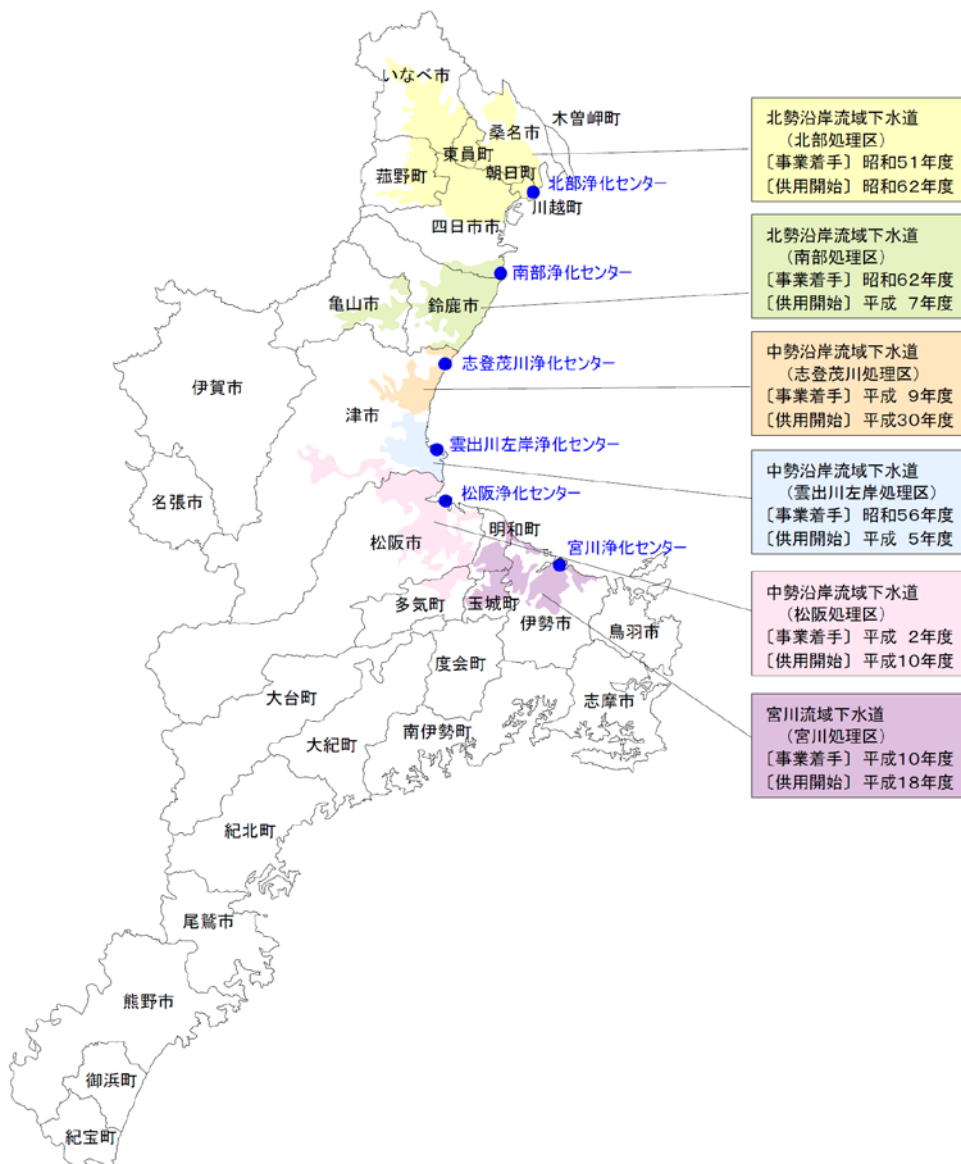 いなべ市
木曽岬町
桑名市
東員町
朝日町
菰野町
北部浄化センター
川越町
四日市市
南部浄化センター
亀山市
鈴鹿市
志登茂川浄化センター
伊賀市
津市
雲出川左岸浄化センター
名張市
松阪浄化センター
明和町
松阪市
宮川浄化センター
多気町
玉城町
伊勢市
鳥羽市
度会町
大台町
志摩市
南伊勢町
大紀町
紀北町
尾鷲市
熊野市
御浜町
紀宝町
北勢沿岸流域下水道
(北部処理区)
〔事業着手〕昭和51年度
〔供用開始〕昭和62年度
北勢沿岸流域下水道
(南部処理区)
〔事業着手〕昭和62年度
〔供用開始〕平成 7年度
中勢沿岸流域下水道
(志登茂川処理区)
〔事業着手〕平成 9年度
〔供用開始〕平成30年度
中勢沿岸流域下水道
(雲出川左岸処理区)
〔事業着手〕昭和56年度
〔供用開始〕平成 5年度
中勢沿岸流域下水道
(松阪処理区)
〔事業着手〕平成 2年度
〔供用開始〕平成10年度
宮川流域下水道
(宮川処理区)
〔事業着手〕平成10年度
〔供用開始〕平成18年度